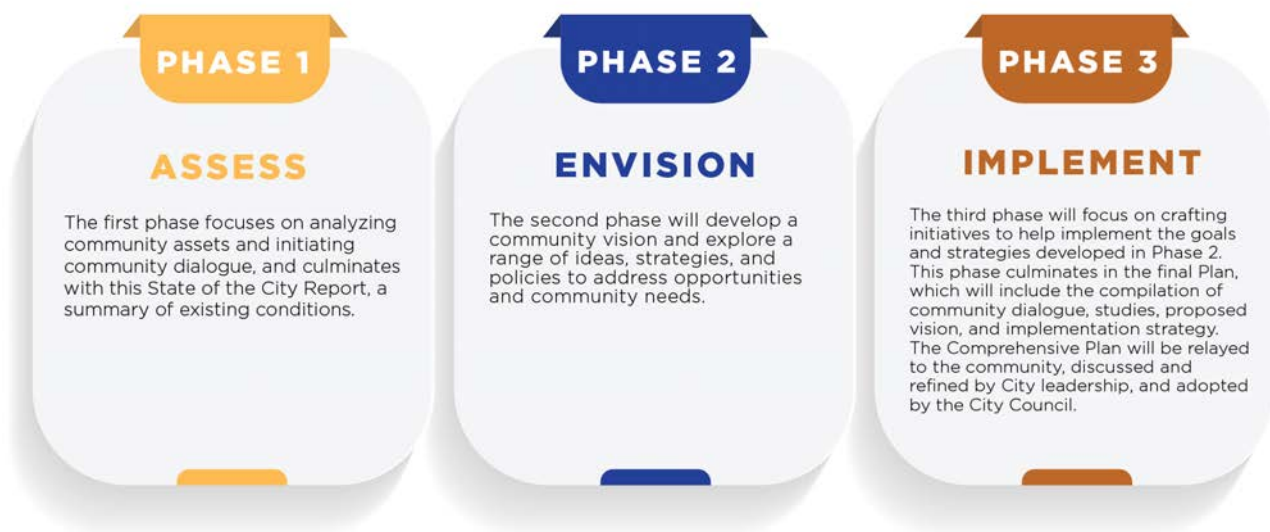 PHASE 1
ASSESS
The first phase focuses on analyzing
community assets and initiating
community dialogue, and culminates
with this State of the City Report, a
summary of existing conditions.
PHASE 2
ENVISION
The second phase will develop a
community vision and explore a
range of ideas, strategies, and
policies to address opportunities
and community needs.
PHASE 3
IMPLEMENT
The third phase will focus on crafting
initiatives to help implement the goals
and strategies developed in Phase 2.
This phase culminates in the final Plan,
which will include the compilation of
community dialogue, studies, proposed
vision, and implementation strategy.
The Comprehensive Plan will be relayed
to the community, discussed and
refined by City leadership, and adopted
by the City Council.